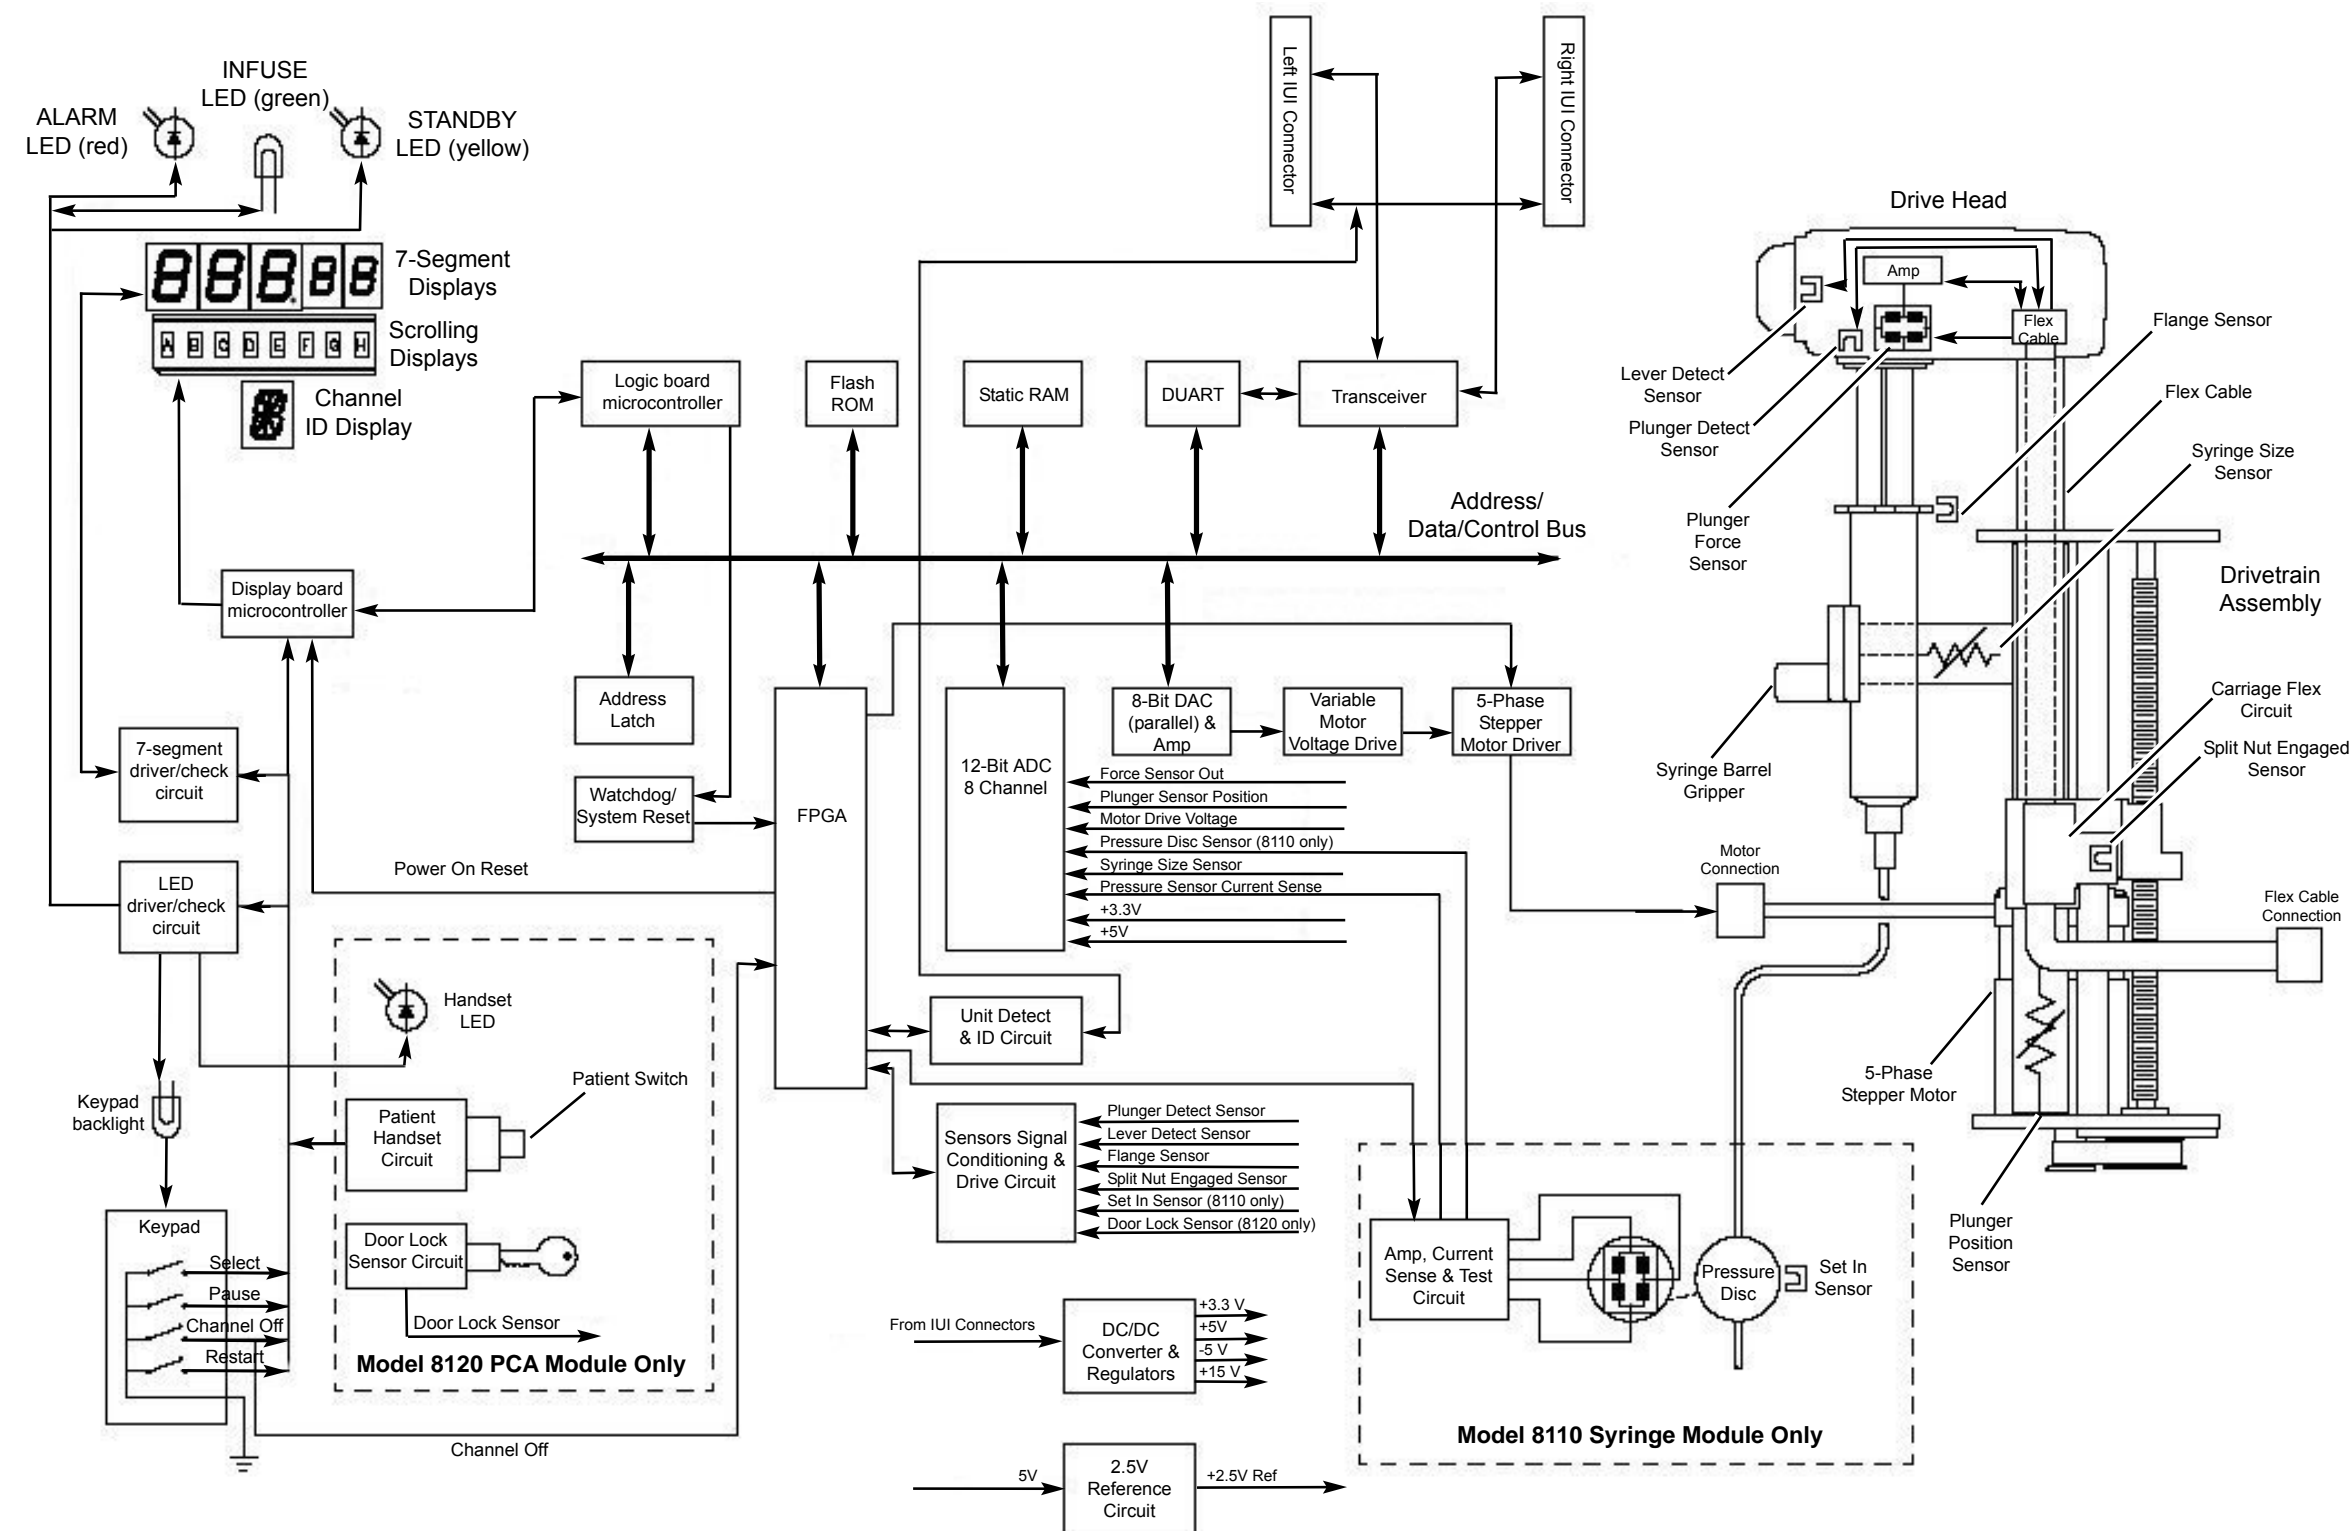 INFUSE
LED (green)
ALARM
LED (red)
STANDBY
LED (yellow)
7-Segment
Displays
Scrolling
Displays
A B C D E F G H
Channel
ID Display
Left IUI Connector
Right IUI Connector
Logic board
microcontroller
Flash
ROM
Static RAM
DUART
Transceiver
Address/
Data/Control Bus
Display board
microcontroller
Address
Latch
Watchdog/
System Reset
FPGA
Power On Reset
12-Bit ADC
8 Channel
8-Bit DAC
(parallel) &
Amp
Variable
Motor
Voltage Drive
5-Phase
Stepper
Motor Driver
Force Sensor Out
Plunger Sensor Position
Motor Drive Voltage
Pressure Disc Sensor (8110 only)
Syringe Size Sensor
Pressure Sensor Current Sense
+3.3V
+5V
7-segment
driver/check
circuit
LED
driver/check
circuit
Keypad
backlight
Keypad
Select
Pause
Channel Off
Restart
Channel Off
Handset
LED
Patient Switch
Patient
Handset
Circuit
Door Lock
Sensor Circuit
Door Lock Sensor
Model 8120 PCA Module Only
Unit Detect
& ID Circuit
Sensors Signal
Conditioning &
Drive Circuit
Plunger Detect Sensor
Lever Detect Sensor
Flange Sensor
Split Nut Engaged Sensor
Set In Sensor (8110 only)
Door Lock Sensor (8120 only)
From IUI Connectors
DC/DC
Converter &
Regulators
+3.3 V
+5V
-5 V
+15 V
5V
2.5V
Reference
Circuit
+2.5V Ref
Amp, Current
Sense & Test
Circuit
Pressure
Disc
Set In
Sensor
Model 8110 Syringe Module Only
Drive Head
Amp
Flex
Cable
Lever Detect
Sensor
Plunger Detect
Sensor
Plunger
Force
Sensor
Flange Sensor
Flex Cable
Syringe Size
Sensor
Drivetrain
Assembly
Carriage Flex
Circuit
Split Nut Engaged
Sensor
Syringe Barrel
Gripper
Motor
Connection
Flex Cable
Connection
5-Phase
Stepper Motor
Plunger
Position
Sensor